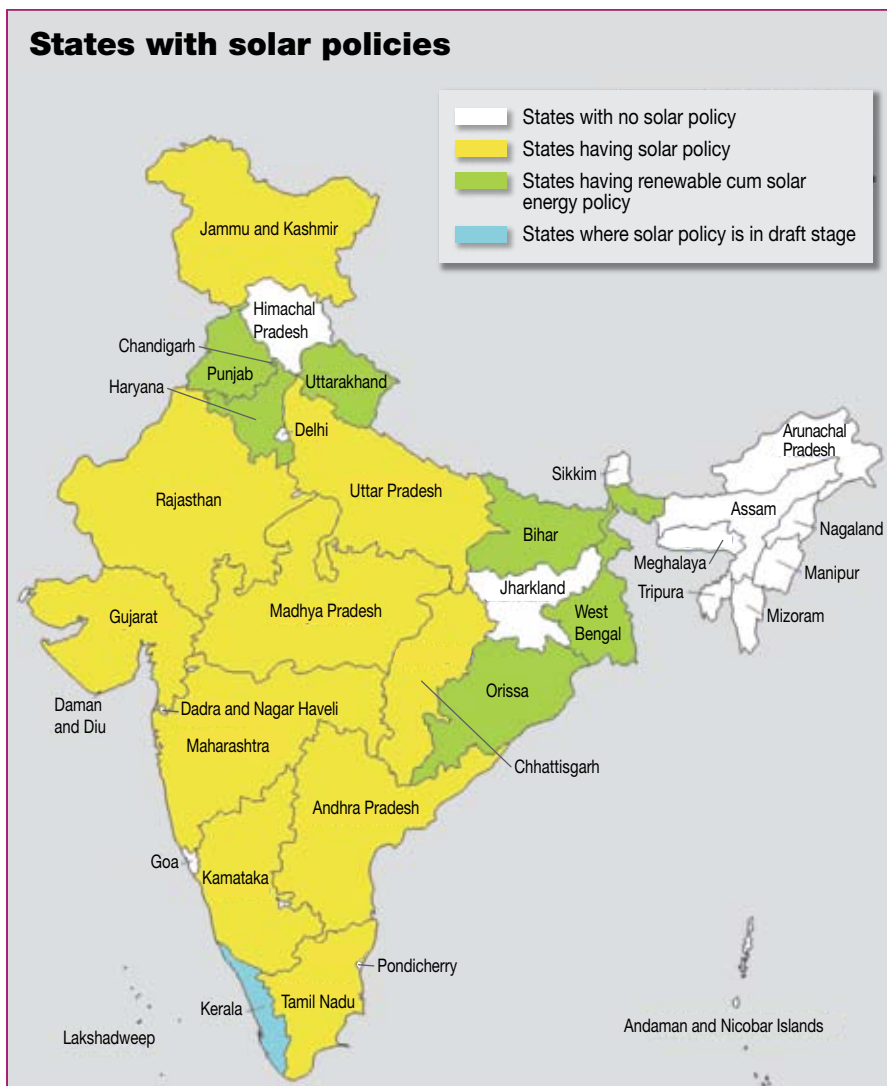 States with solar policies
States with no solar policy
States having solar policy
States having renewable cum solar
energy policy
States where solar policy is in draft stage
Jammu and Kashmir
Himachal
Pradesh
Chandigarh
Punjab
Haryana
Uttarakhand
Delhi
Arunachal
Pradesh
Sikkim
Rajasthan
Uttar Pradesh
Assam
Bihar
Nagaland
Meghalaya
Jharkland
Manipur
Tripura
Gujarat
Madhya Pradesh
West
Bengal
Mizoram
Orissa
Daman
and Diu
Dadra and Nagar Haveli
Maharashtra
Chhattisgarh
Andhra Pradesh
Goa
Kamataka
Pondicherry
Kerala
Tamil Nadu
Lakshadweep
Andaman and Nicobar Islands